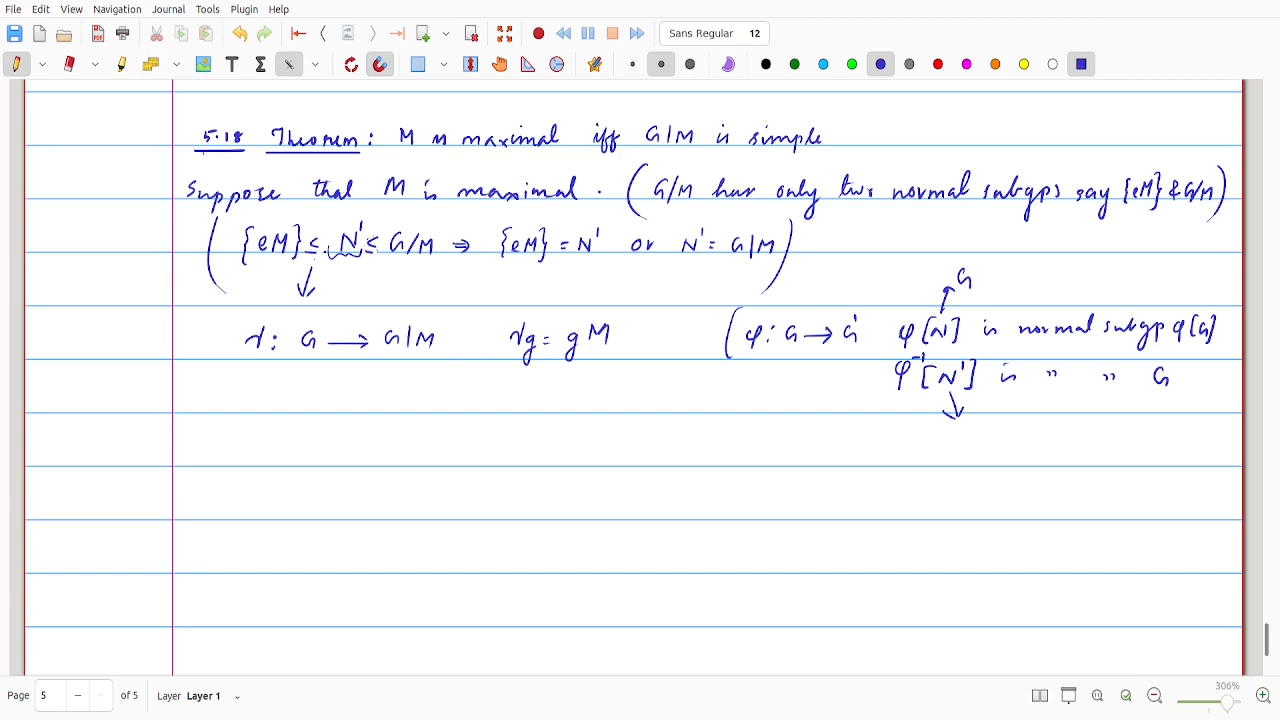 File Edit View Navigation Journal Tools Plugin Help
Sans Regular 12
5.18 Theorem: M is maximal iff G/M is simple
Suppose that M is maximal. (G/M has only two normal subgps say {eM} & G/M)
({eM} ≤ N' ≤ G/M ⇒ {eM} = N' or N' = G/M)
G
γ: G → G/M γg = gM (φ: G → G' φ[N] is normal subgp φ[G]
φ⁻¹[N'] is " " G
Page 5 of 5 Layer Layer 1 306%